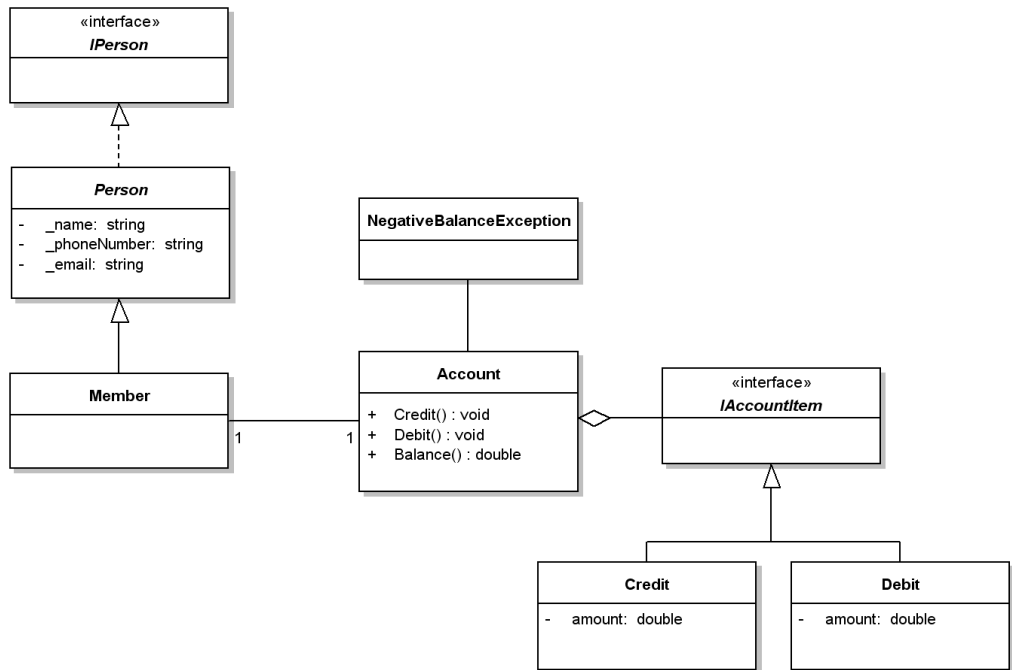 «interface»
IPerson
Person
- _name: string
- _phoneNumber: string
- _email: string
NegativeBalanceException
Member
1
1
Account
+ Credit() : void
+ Debit() : void
+ Balance() : double
«interface»
IAccountItem
Credit
- amount: double
Debit
- amount: double